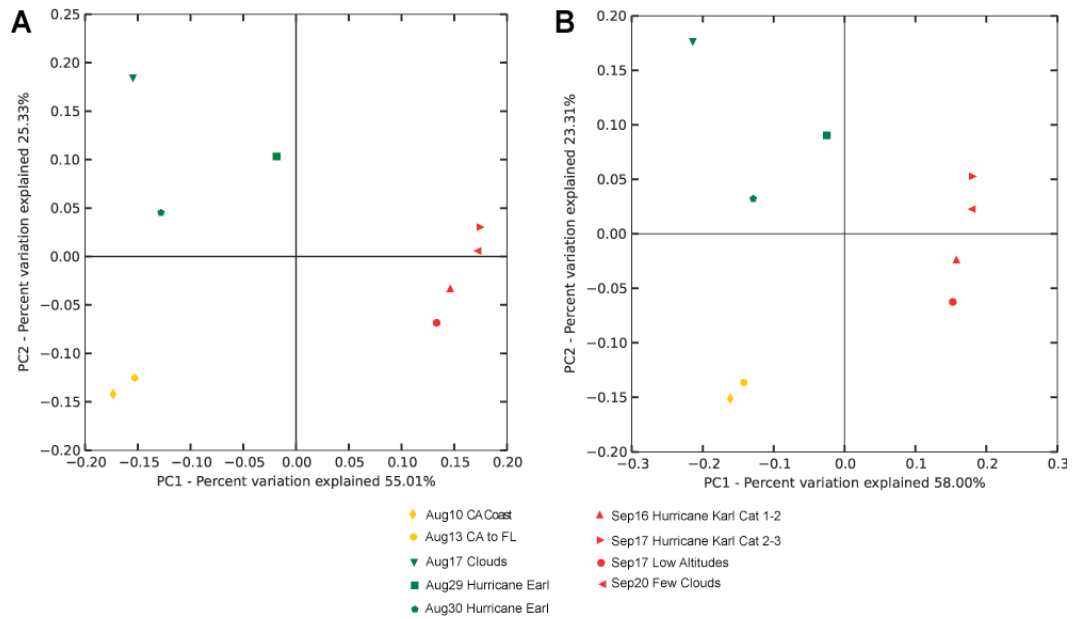 A
0.25
0.20
0.15
0.10
0.05
0.00
−0.05
−0.10
−0.15
−0.20
PC2 - Percent variation explained 25.33%
−0.20 −0.15 −0.10 −0.05 0.00 0.05 0.10 0.15 0.20
PC1 - Percent variation explained 55.01%
B
0.20
0.15
0.10
0.05
0.00
−0.05
−0.10
−0.15
−0.20
PC2 - Percent variation explained 23.31%
−0.3 −0.2 −0.1 0.0 0.1 0.2 0.3
PC1 - Percent variation explained 58.00%
Aug10 CA Coast
Aug13 CA to FL
Aug17 Clouds
Aug29 Hurricane Earl
Aug30 Hurricane Earl
Sep16 Hurricane Karl Cat 1-2
Sep17 Hurricane Karl Cat 2-3
Sep17 Low Altitudes
Sep20 Few Clouds